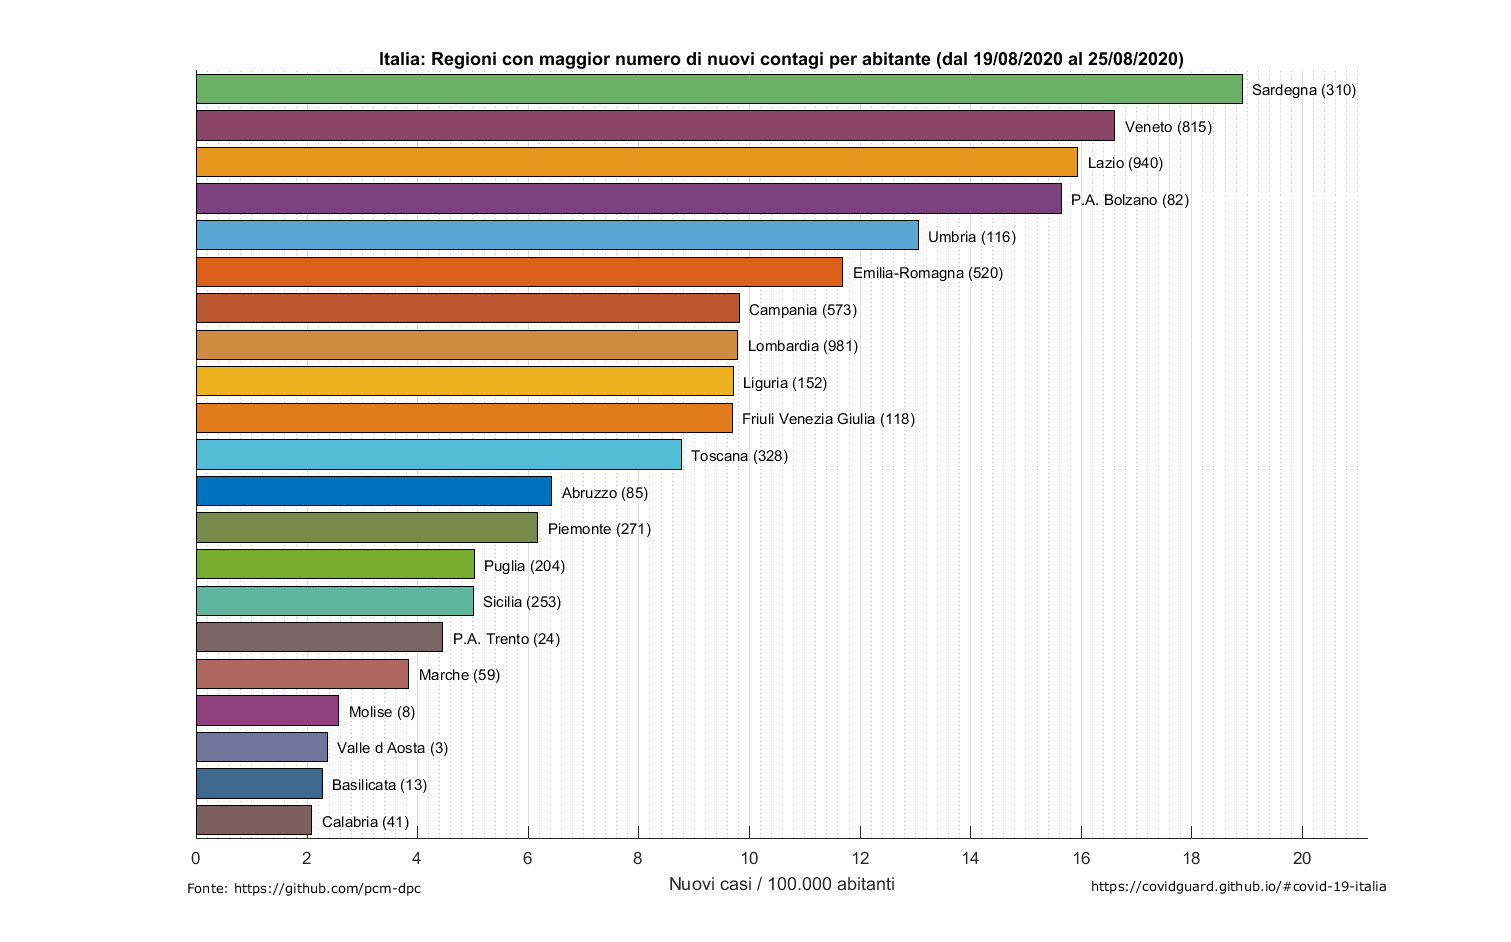 Italia: Regioni con maggior numero di nuovi contagi per abitante (dal 19/08/2020 al 25/08/2020)
Sardegna (310)
Veneto (815)
Lazio (940)
P.A. Bolzano (82)
Umbria (116)
Emilia-Romagna (520)
Campania (573)
Lombardia (981)
Liguria (152)
Friuli Venezia Giulia (118)
Toscana (328)
Abruzzo (85)
Piemonte (271)
Puglia (204)
Sicilia (253)
P.A. Trento (24)
Marche (59)
Molise (8)
Valle d Aosta (3)
Basilicata (13)
Calabria (41)
0 2 4 6 8 10 12 14 16 18 20
Nuovi casi / 100.000 abitanti
Fonte: https://github.com/pcm-dpc
https://covidguard.github.io/#covid-19-italia